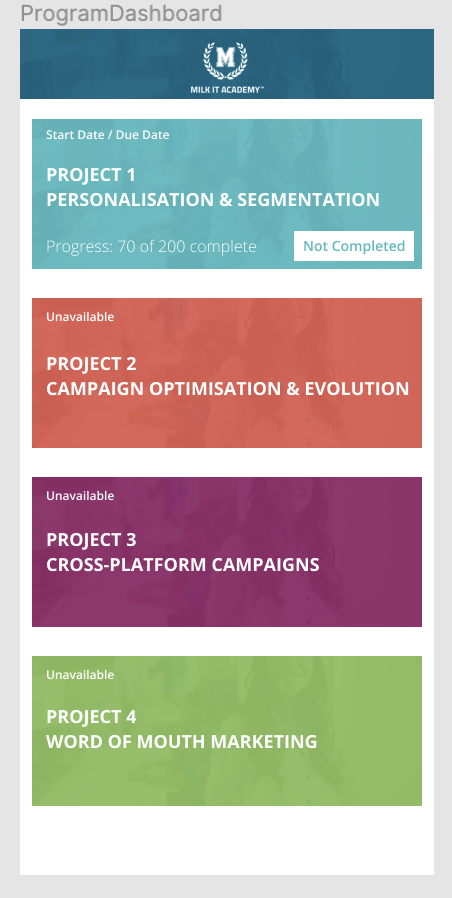 ProgramDashboard
M
MILK IT ACADEMY™
Start Date / Due Date
PROJECT 1
PERSONALISATION & SEGMENTATION
Progress: 70 of 200 complete
Not Completed
Unavailable
PROJECT 2
CAMPAIGN OPTIMISATION & EVOLUTION
Unavailable
PROJECT 3
CROSS-PLATFORM CAMPAIGNS
Unavailable
PROJECT 4
WORD OF MOUTH MARKETING